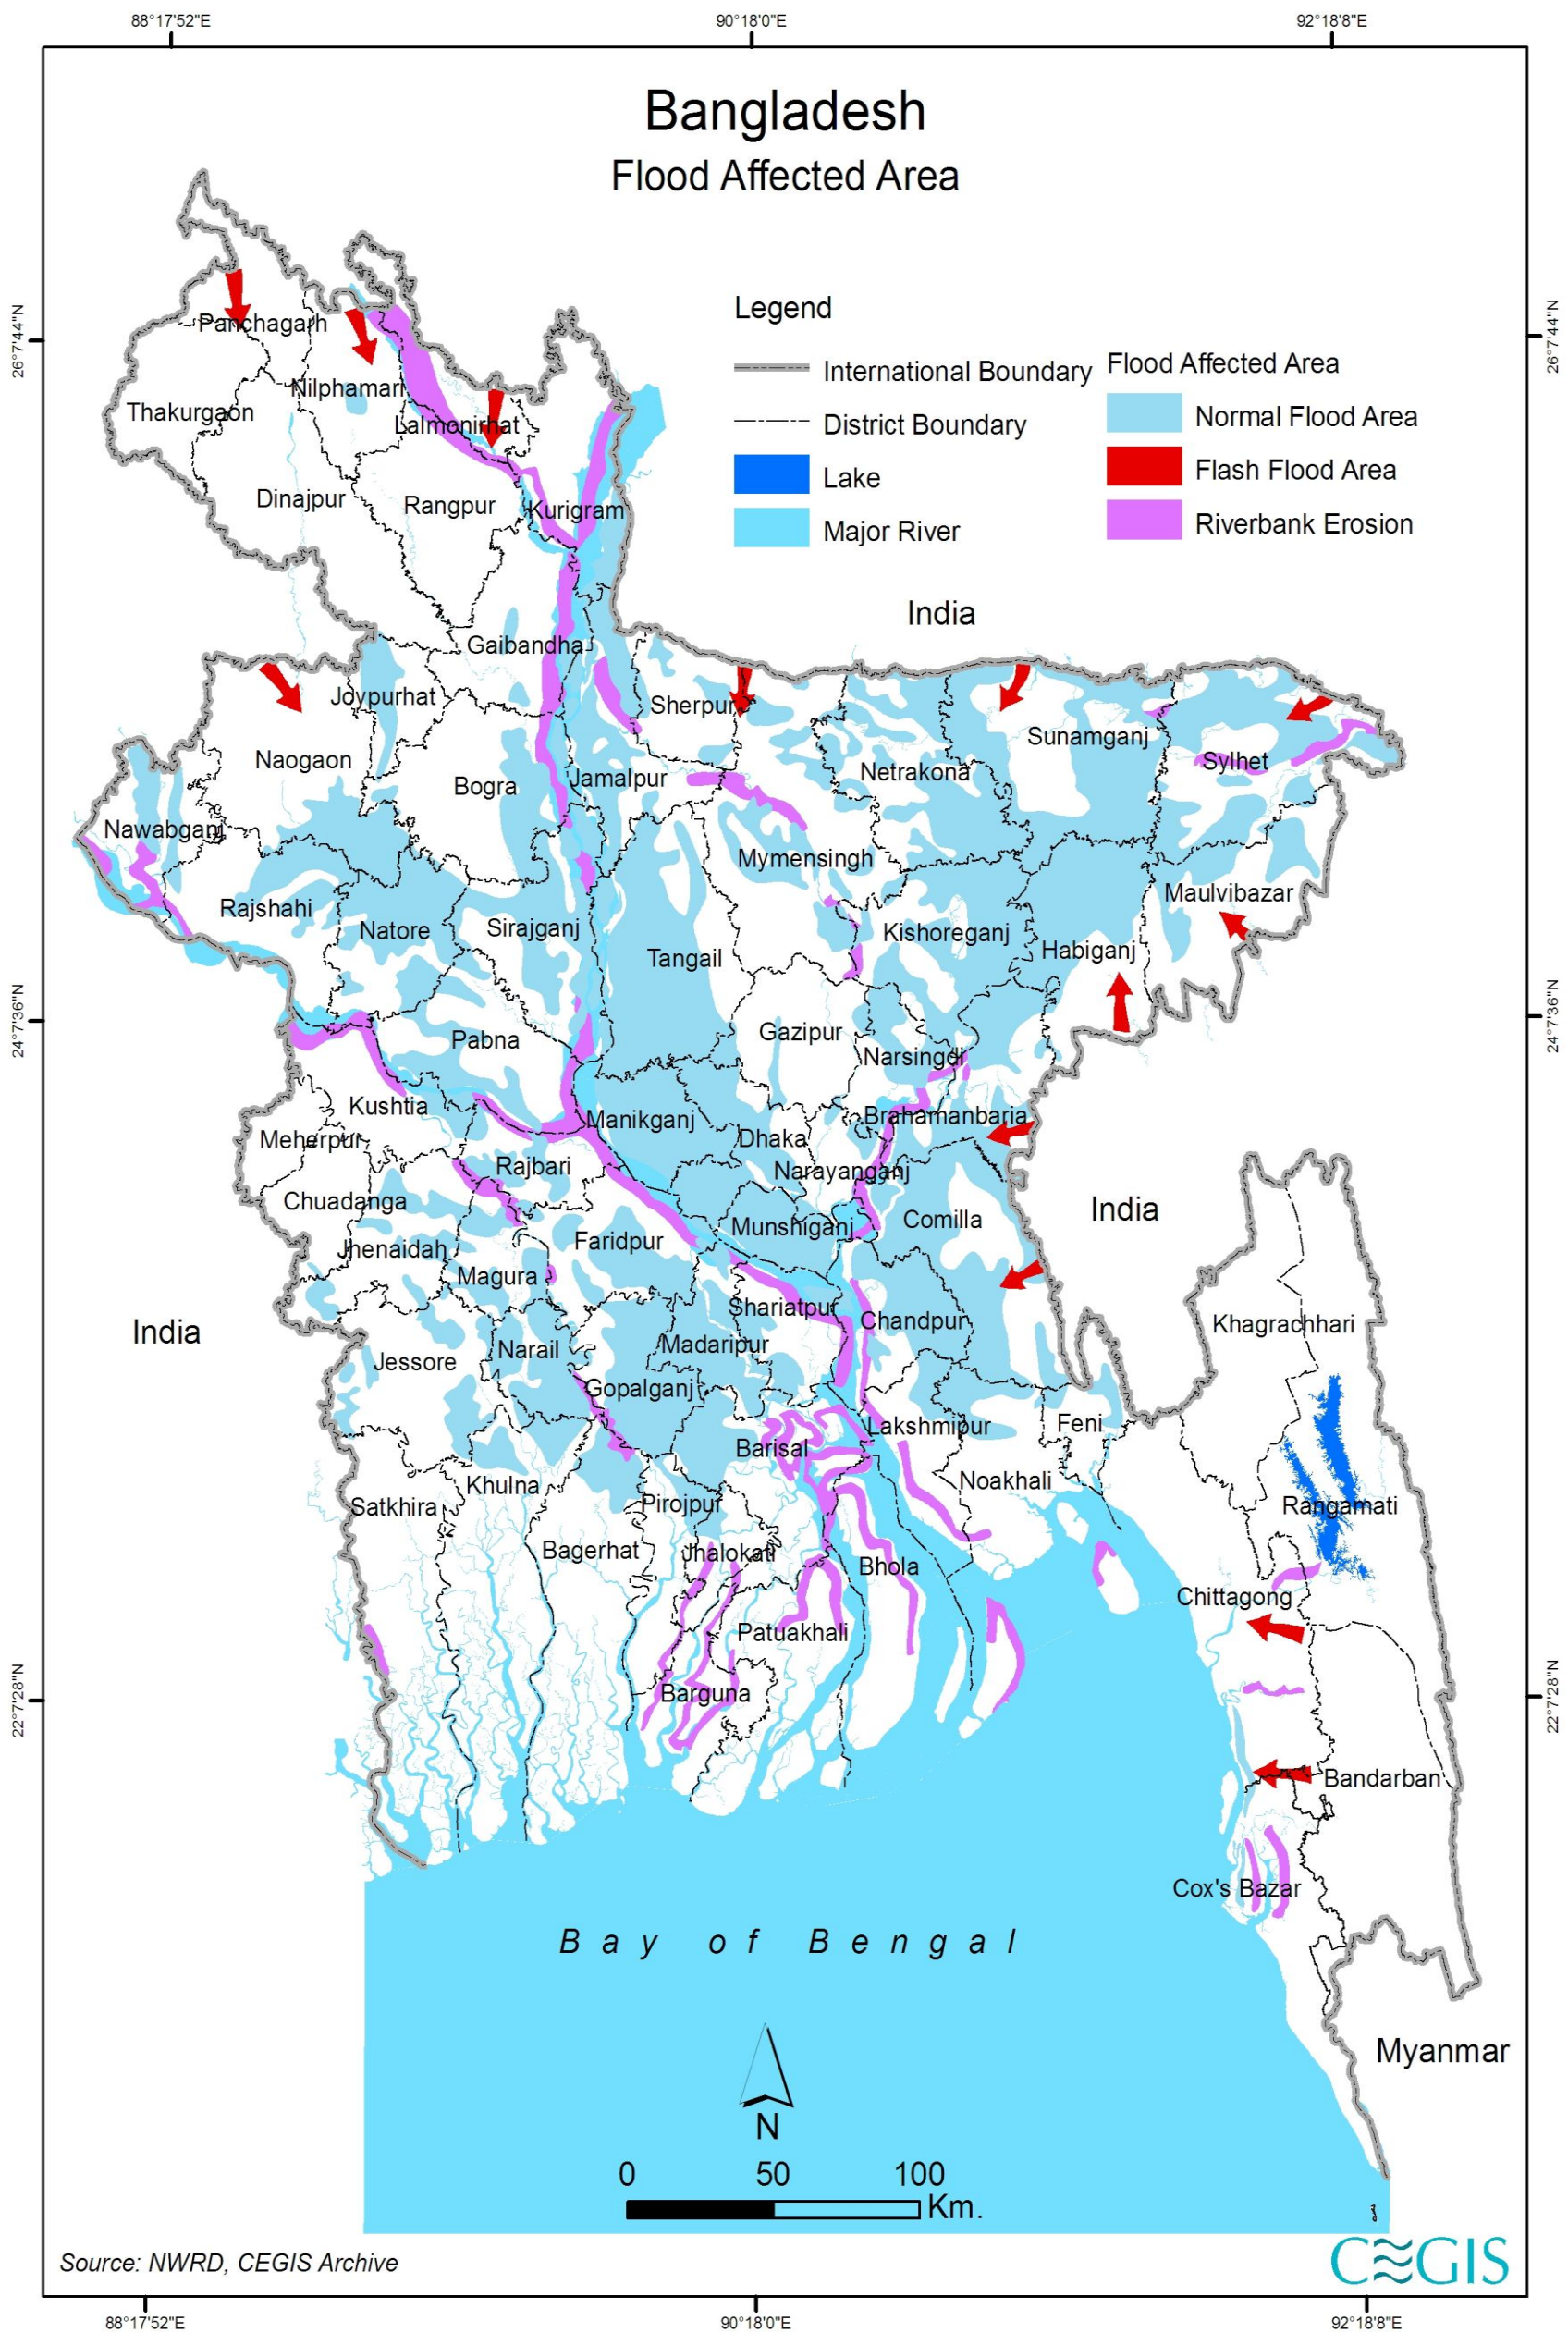 88°17'52"E
90°18'0"E
92°18'8"E
Bangladesh
Flood Affected Area
26°7'44"N
26°7'44"N
Legend
International Boundary
District Boundary
Lake
Major River
Flood Affected Area
Normal Flood Area
Flash Flood Area
Riverbank Erosion
Panchagarh
Nilphamari
Thakurgaon
Lalmonirhat
Dinajpur
Rangpur
Kurigram
India
Gaibandha
Joypurhat
Sherpur
Sunamganj
Naogaon
Sylhet
Bogra
Jamalpur
Netrakona
Nawabganj
Mymensingh
Maulvibazar
Rajshahi
Natore
Sirajganj
Kishoreganj
Habiganj
Tangail
24°7'36"N
24°7'36"N
Pabna
Gazipur
Narsingdi
Kushtia
Manikganj
Brahamanbaria
Meherpur
Dhaka
Rajbari
Narayanganj
Chuadanga
India
Munshiganj
Comilla
Jhenaidah
Faridpur
Magura
Shariatpur
Chandpur
Khagrachhari
India
Jessore
Narail
Madaripur
Gopalganj
Lakshmipur
Feni
Barisal
Khulna
Noakhali
Satkhira
Pirojpur
Rangamati
Bagerhat
Jhalokati
Bhola
Chittagong
Patuakhali
22°7'28"N
22°7'28"N
Barguna
Bandarban
Cox's Bazar
Bay of Bengal
Myanmar
N
0 50 100
Km.
Source: NWRD, CEGIS Archive
CEGIS
88°17'52"E
90°18'0"E
92°18'8"E